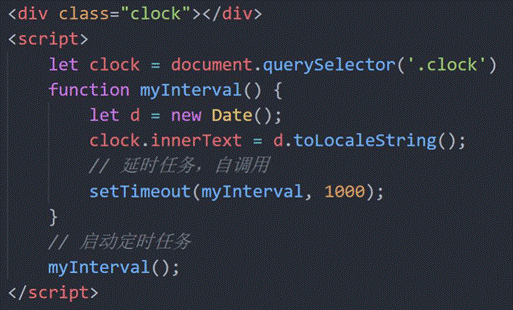 <div class="clock"></div>
<script>
    let clock = document.querySelector('.clock')
    function myInterval() {
        let d = new Date();
        clock.innerText = d.toLocaleString();
        // 延时任务，自调用
        setTimeout(myInterval, 1000);
    }
    // 启动定时任务
    myInterval();
</script>